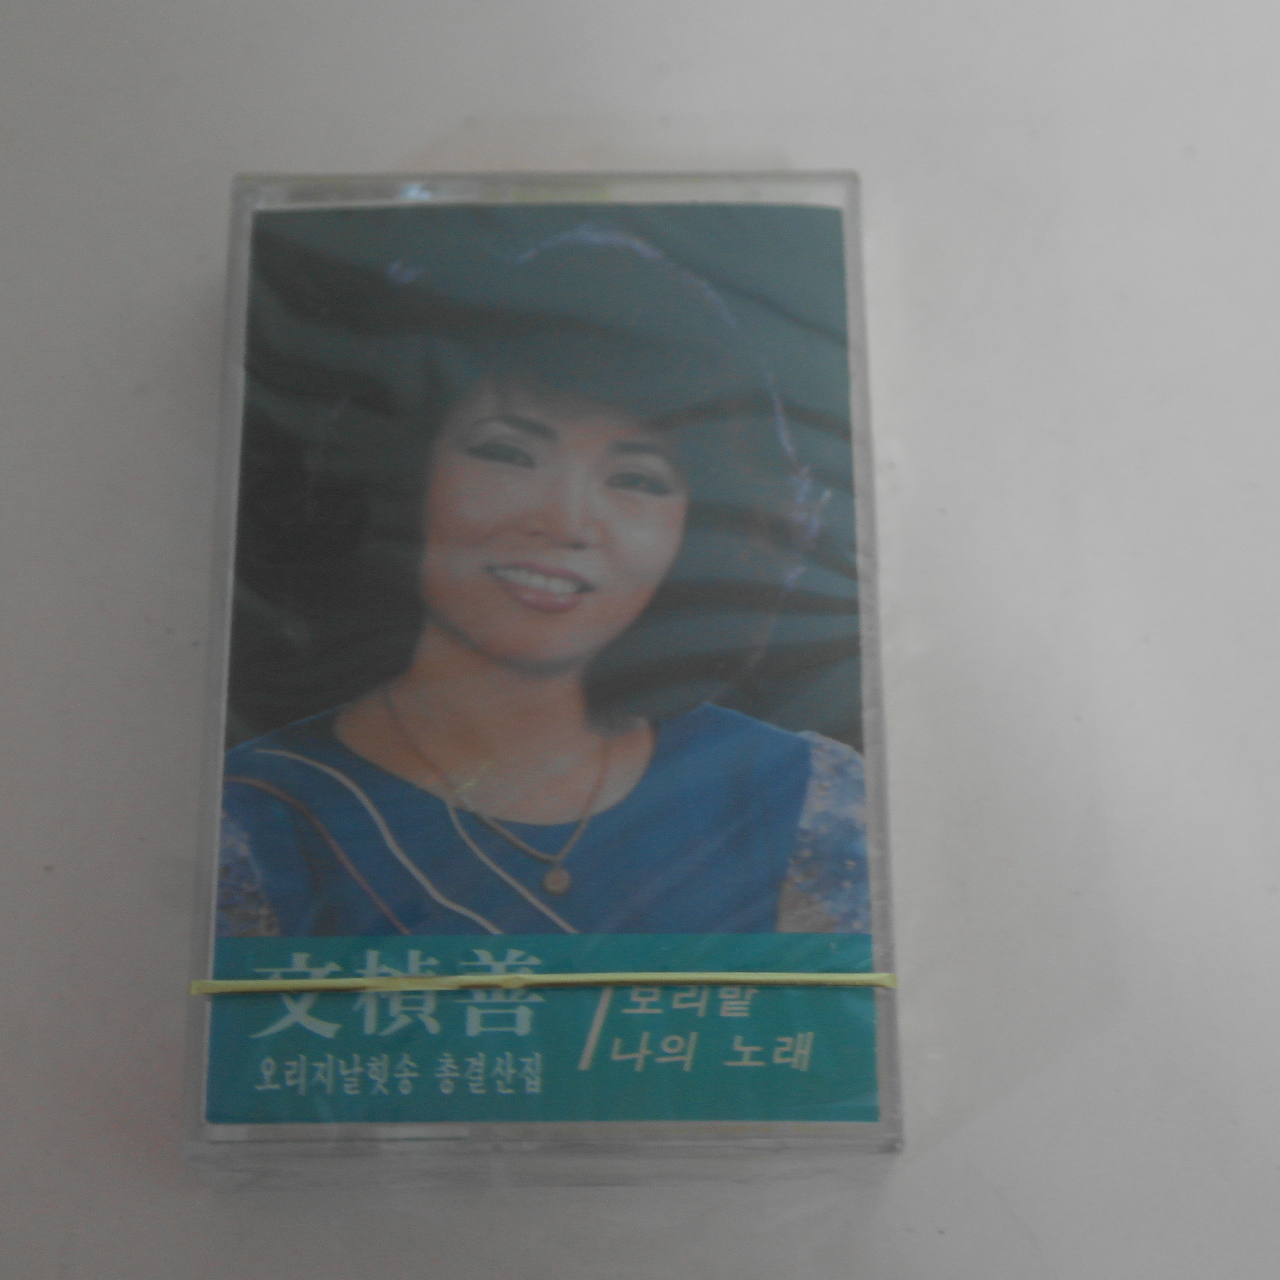 文楨善
오리지날힛송 총결산집
보리밭
나의 노래